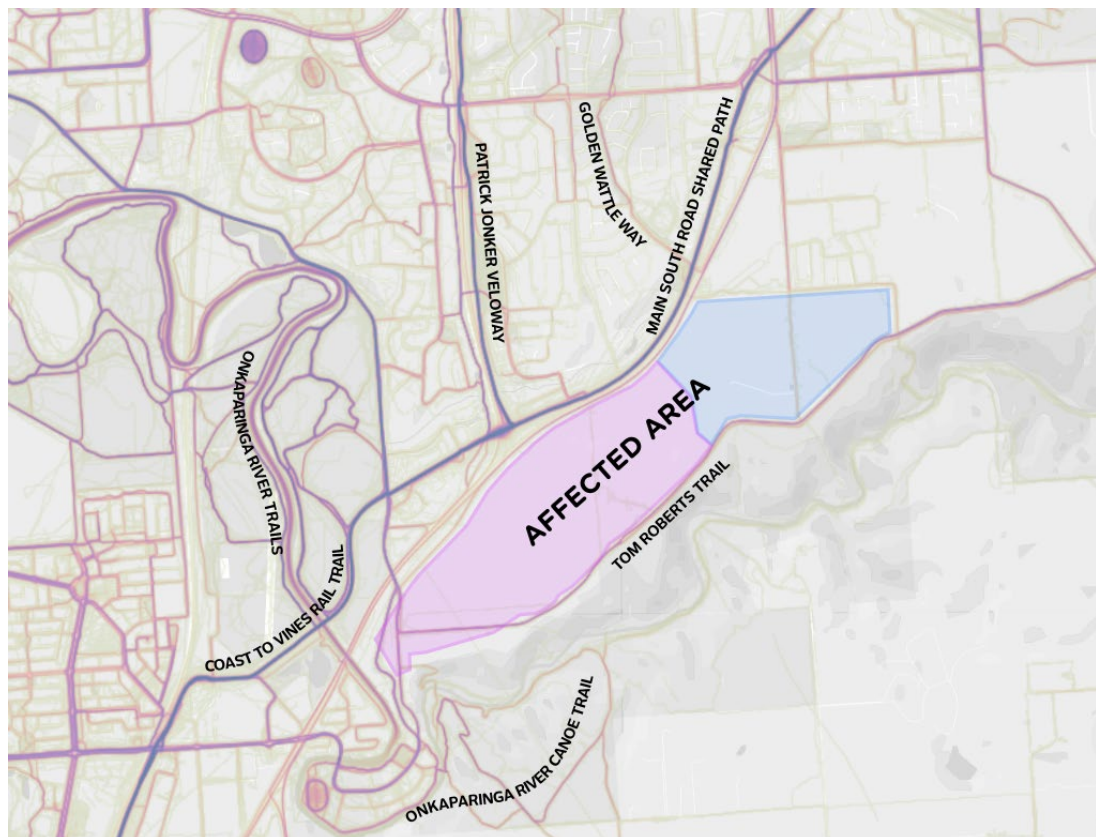 GOLDEN WATTLE WAY
MAIN SOUTH ROAD SHARED PATH
PATRICK JONKER VELOWAY
ONKAPARINGA RIVER TRAILS
AFFECTED AREA
TOM ROBERTS TRAIL
COAST TO VINES RAIL TRAIL
ONKAPARINGA RIVER CANOE TRAIL